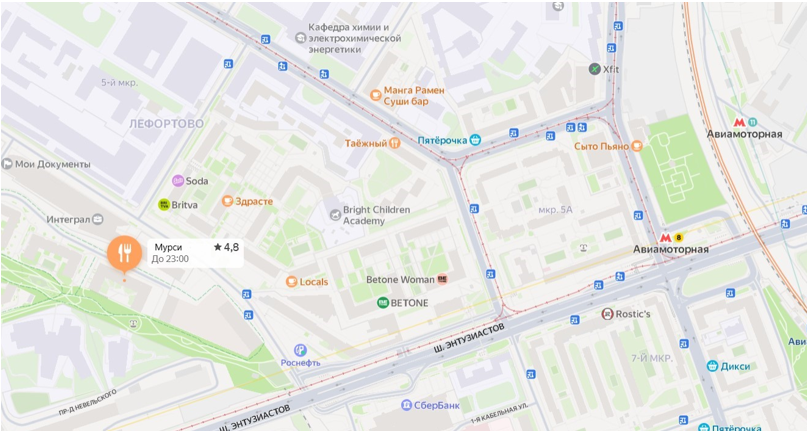 Кафедра химии и
электрохимической
энергетики
5-й мкр.
Xfit
Манга Рамен
Суши бар
ЛЕФОРТОВО
11
Авиамоторная
Таёжный
Пятёрочка
Сыто Пьяно
Мои Документы
Soda
Britva
Здрасте
Интеграл
Bright Children
Academy
мкр. 5А
8
Авиамоторная
Мурси
4,8
До 23:00
Locals
Betone Woman
BETONE
Rostic's
Ш. ЭНТУЗИАСТОВ
Роснефть
7-Й МКР.
Ави
Дикси
ПР-Д НЕВЕЛЬСКОГО
СберБанк
1-Я КАБЕЛЬНАЯ УЛ.
Ш. ЭНТУЗИАСТОВ
Пятёрочка